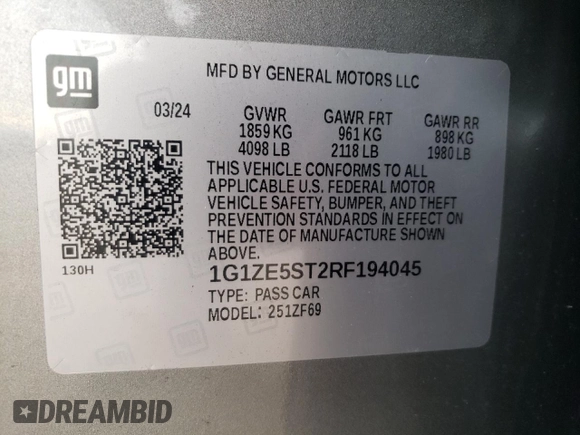 gm
MFD BY GENERAL MOTORS LLC
03/24 GVWR GAWR FRT GAWR RR
1859 KG 961 KG 898 KG
4098 LB 2118 LB 1980 LB
THIS VEHICLE CONFORMS TO ALL
APPLICABLE U.S. FEDERAL MOTOR
VEHICLE SAFETY, BUMPER, AND THEFT
PREVENTION STANDARDS IN EFFECT ON
THE DATE OF MANUFACTURE SHOWN
ABOVE.
130H
1G1ZE5ST2RF194045
TYPE: PASS CAR
MODEL: 251ZF69
DREAMBID